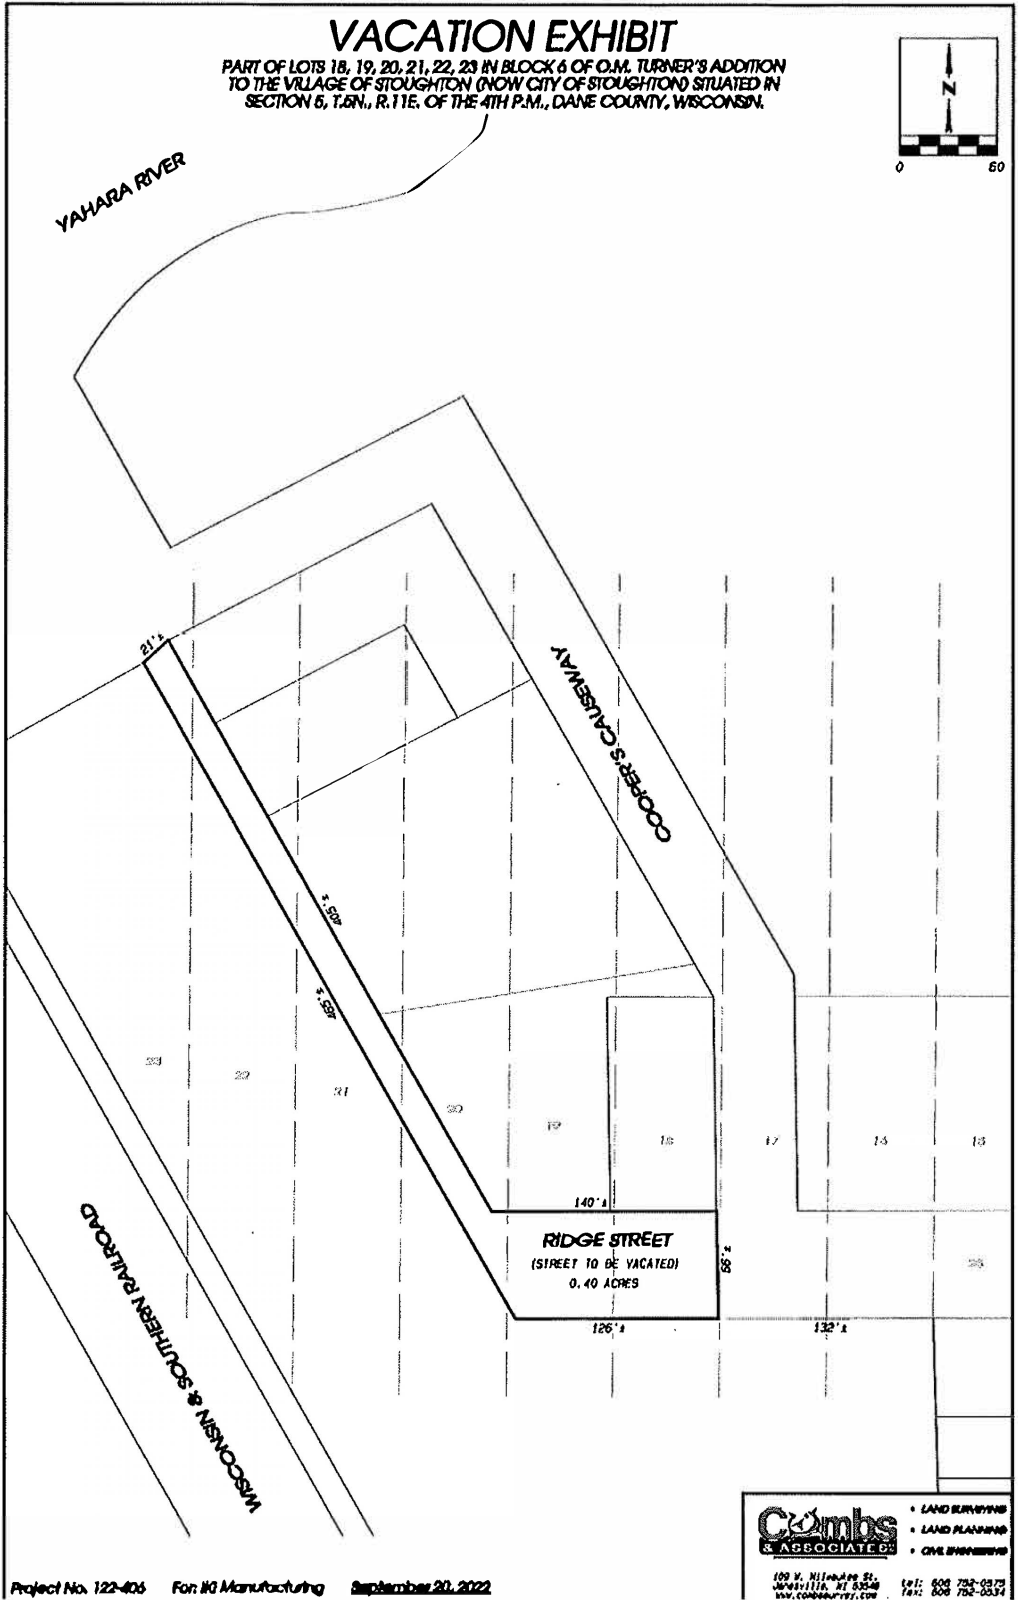 VACATION EXHIBIT
PART OF LOTS 18, 19, 20, 21, 22, 23 IN BLOCK 6 OF O.M. TURNER'S ADDITION
TO THE VILLAGE OF STOUGHTON (NOW CITY OF STOUGHTON) SITUATED IN
SECTION 5, T.5N., R.11E. OF THE 4TH P.M., DANE COUNTY, WISCONSIN.
N
0 60
YAHARA RIVER
21'±
COOPER'S CAUSEWAY
405'±
465'±
23
22
21
20
19
18
17
16
15
140'±
RIDGE STREET
(STREET TO BE VACATED)
0.40 ACRES
66'±
126'±
132'±
WISCONSIN & SOUTHERN RAILROAD
Combs
& ASSOCIATES
• LAND SURVEYING
• LAND PLANNING
• CIVIL ENGINEERING
109 W. Milwaukee St.
Janesville, WI 53548
www.combssurvey.com
tel: 608 752-0575
fax: 608 752-0534
Project No. 122-406 For: Manufacturing September 20, 2022